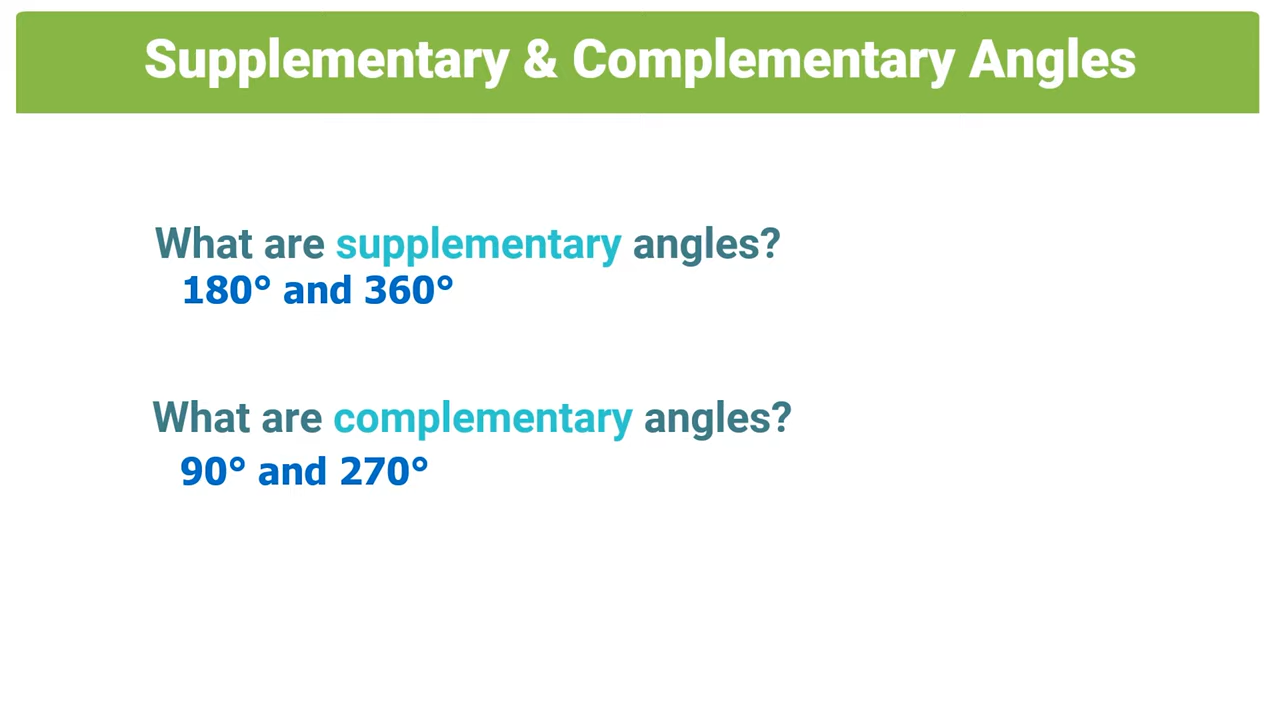 Supplementary & Complementary Angles
What are supplementary angles?
180° and 360°
What are complementary angles?
90° and 270°